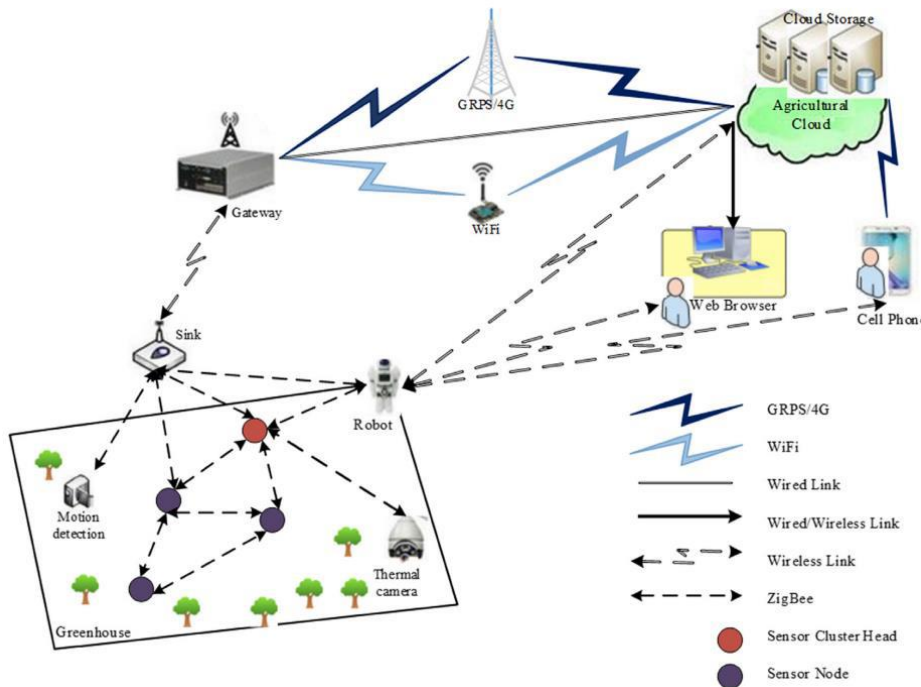 Cloud Storage
GRPS/4G
Agricultural
Cloud
Gateway
WiFi
Web Browser
Cell Phone
Sink
Robot
GRPS/4G
WiFi
Wired Link
Wired/Wireless Link
Wireless Link
ZigBee
Sensor Cluster Head
Sensor Node
Motion
detection
Thermal
camera
Greenhouse